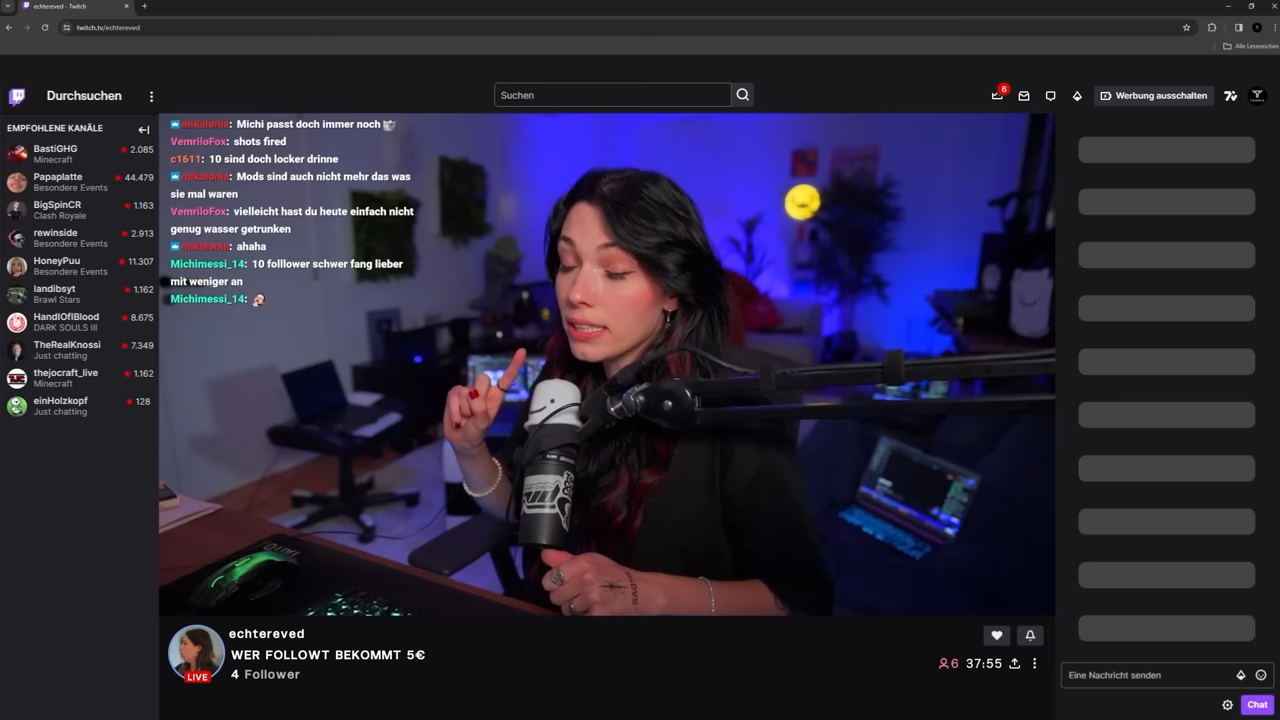 echtereved - Twitch
twitch.tv/echtereved
Alle Lesezeichen
Durchsuchen
Suchen
6
Werbung ausschalten
EMPFOHLENE KANÄLE
BastiGHG 2.085
Minecraft
Papaplatte 44.479
Besondere Events
BigSpinCR 1.163
Clash Royale
rewinside 2.913
Besondere Events
HoneyPuu 11.307
Besondere Events
landibsyt 1.162
Brawl Stars
HandIOfIBlood 8.675
DARK SOULS III
TheRealKnossi 7.349
Just chatting
thejocraft_live 1.162
Minecraft
einHolzkopf 128
Just chatting
mikaloma: Michi passt doch immer noch
VemriloFox: shots fired
c1611: 10 sind doch locker drinne
mikaloma: Mods sind auch nicht mehr das was
sie mal waren
VemriloFox: vielleicht hast du heute einfach nicht
genug wasser getrunken
mikaloma: ahaha
Michimessi_14: 10 folllower schwer fang lieber
mit weniger an
Michimessi_14:
echtereved
WER FOLLOWT BEKOMMT 5€
LIVE
4 Follower
6 37:55
Eine Nachricht senden
Chat